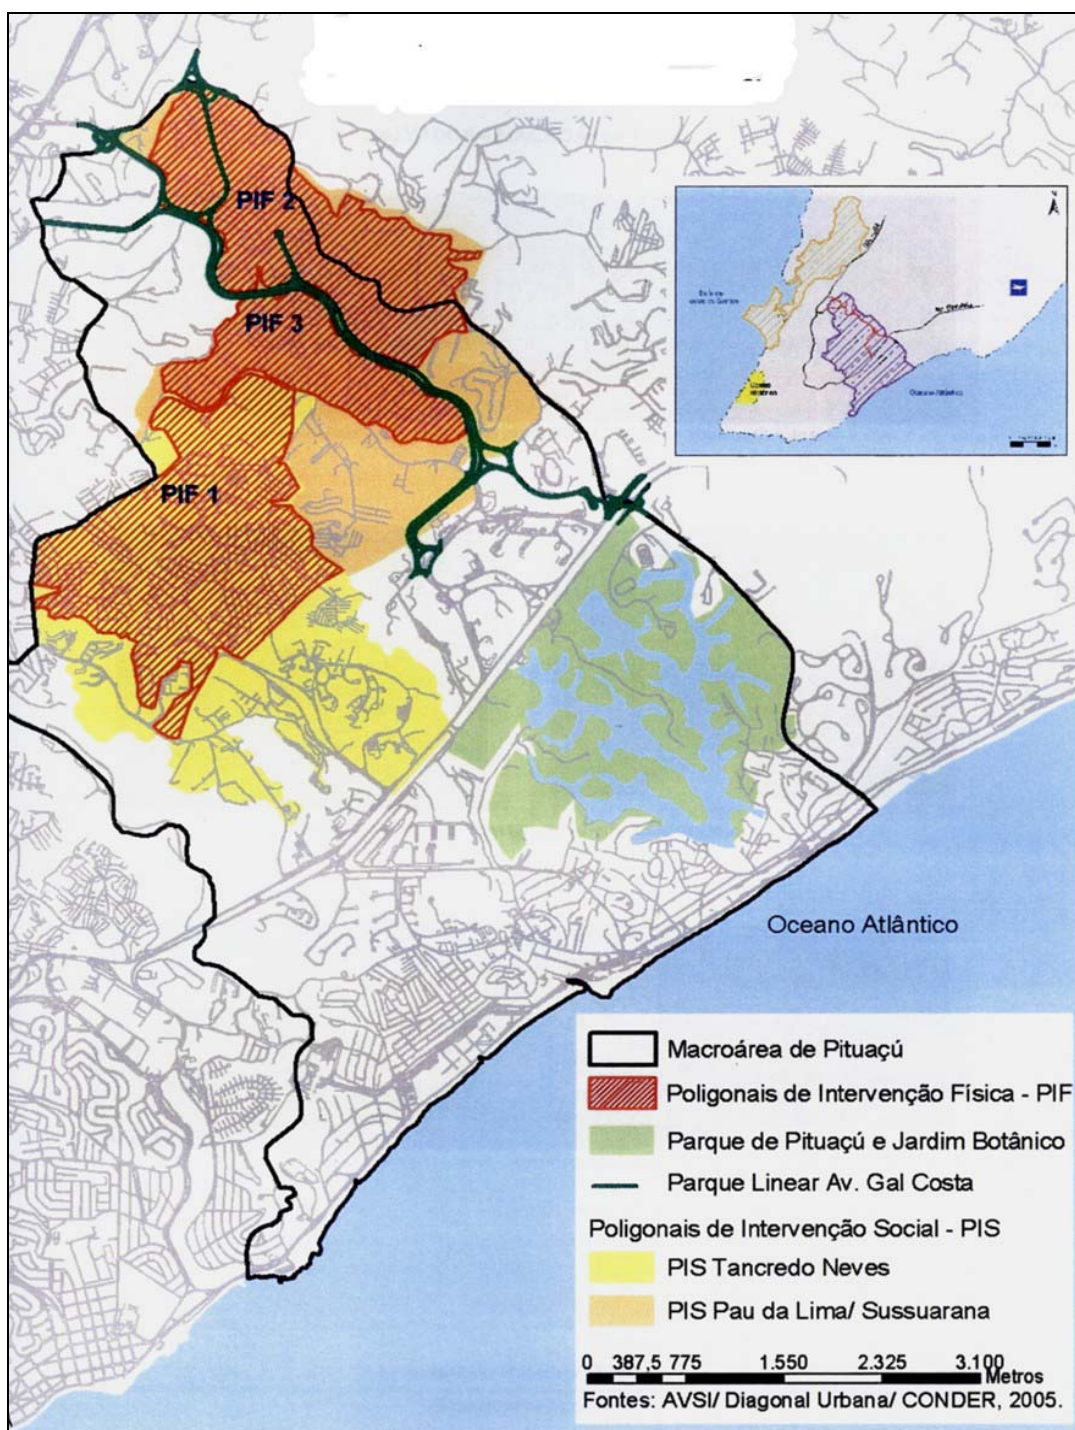 PIF 2
PIF 3
PIF 1
N
Oceano Atlântico
Oceano Atlântico
Macroárea de Pituaçú
Poligonais de Intervenção Física - PIF
Parque de Pituaçú e Jardim Botânico
Parque Linear Av. Gal Costa
Poligonais de Intervenção Social - PIS
PIS Tancredo Neves
PIS Pau da Lima/ Sussuarana
0 387,5 775 1.550 2.325 3.100
Metros
Fontes: AVSI/ Diagonal Urbana/ CONDER, 2005.